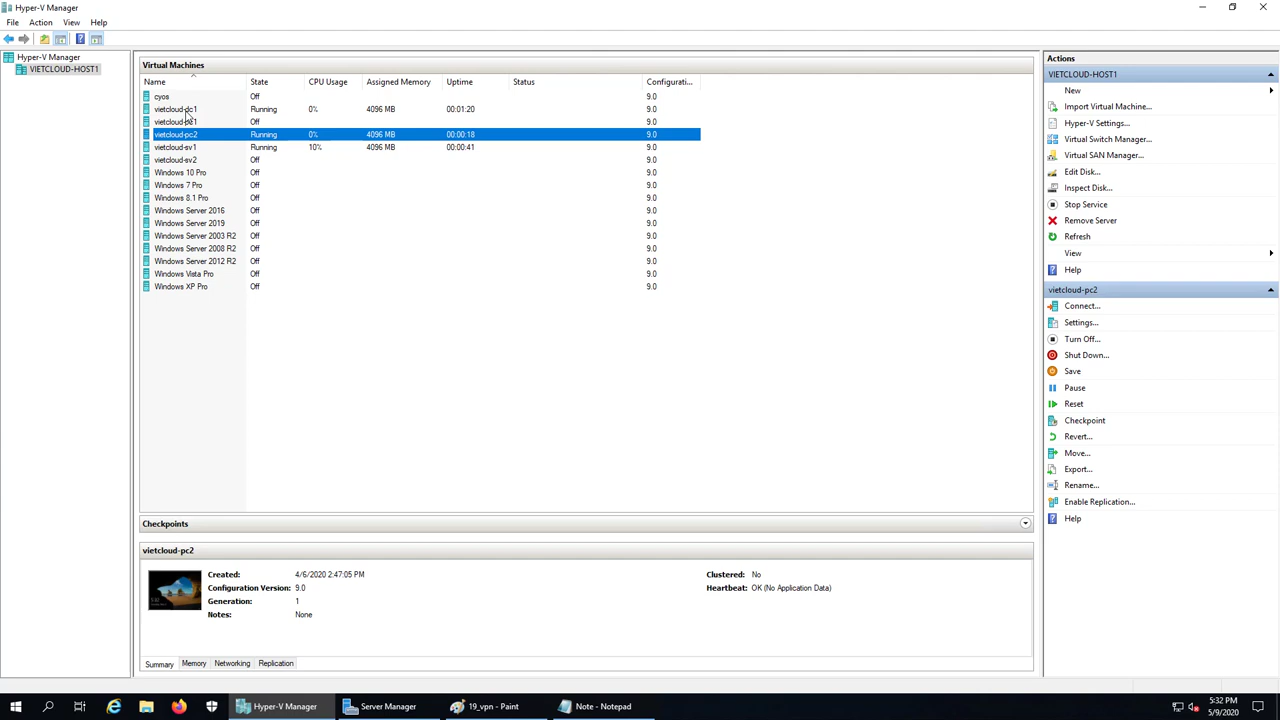 Hyper-V Manager
File Action View Help
Hyper-V Manager
VIETCLOUD-HOST1
Virtual Machines
Name State CPU Usage Assigned Memory Uptime Status Configurati...
cyos Off 9.0
vietcloud-dc1 Running 0% 4096 MB 00:01:20 9.0
vietcloud-pc1 Off 9.0
vietcloud-pc2 Running 0% 4096 MB 00:00:18 9.0
vietcloud-sv1 Running 10% 4096 MB 00:00:41 9.0
vietcloud-sv2 Off 9.0
Windows 10 Pro Off 9.0
Windows 7 Pro Off 9.0
Windows 8.1 Pro Off 9.0
Windows Server 2016 Off 9.0
Windows Server 2019 Off 9.0
Windows Server 2003 R2 Off 9.0
Windows Server 2008 R2 Off 9.0
Windows Server 2012 R2 Off 9.0
Windows Vista Pro Off 9.0
Windows XP Pro Off 9.0
Checkpoints
vietcloud-pc2
Created: 4/6/2020 2:47:05 PM Clustered: No
Configuration Version: 9.0 Heartbeat: OK (No Application Data)
Generation: 1
Notes: None
Summary Memory Networking Replication
Actions
VIETCLOUD-HOST1
New
Import Virtual Machine...
Hyper-V Settings...
Virtual Switch Manager...
Virtual SAN Manager...
Edit Disk...
Inspect Disk...
Stop Service
Remove Server
Refresh
View
Help
vietcloud-pc2
Connect...
Settings...
Turn Off...
Shut Down...
Save
Pause
Reset
Checkpoint
Revert...
Move...
Export...
Rename...
Enable Replication...
Help
Hyper-V Manager Server Manager 19_vpn - Paint Note - Notepad
5:32 PM
5/9/2020